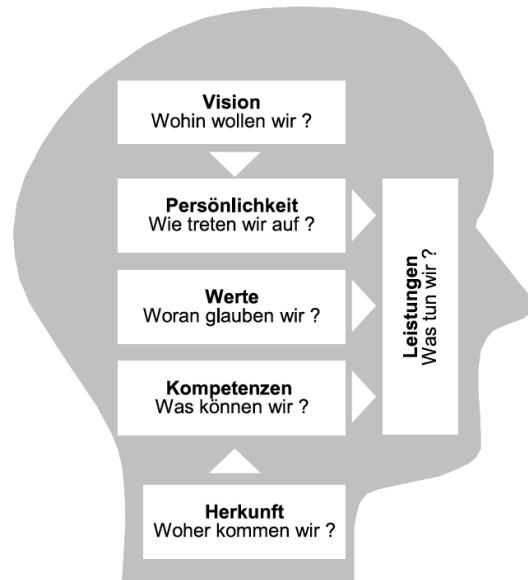 Vision
Wohin wollen wir ?
Persönlichkeit
Wie treten wir auf ?
Werte
Woran glauben wir ?
Kompetenzen
Was können wir ?
Herkunft
Woher kommen wir ?
Leistungen
Was tun wir ?